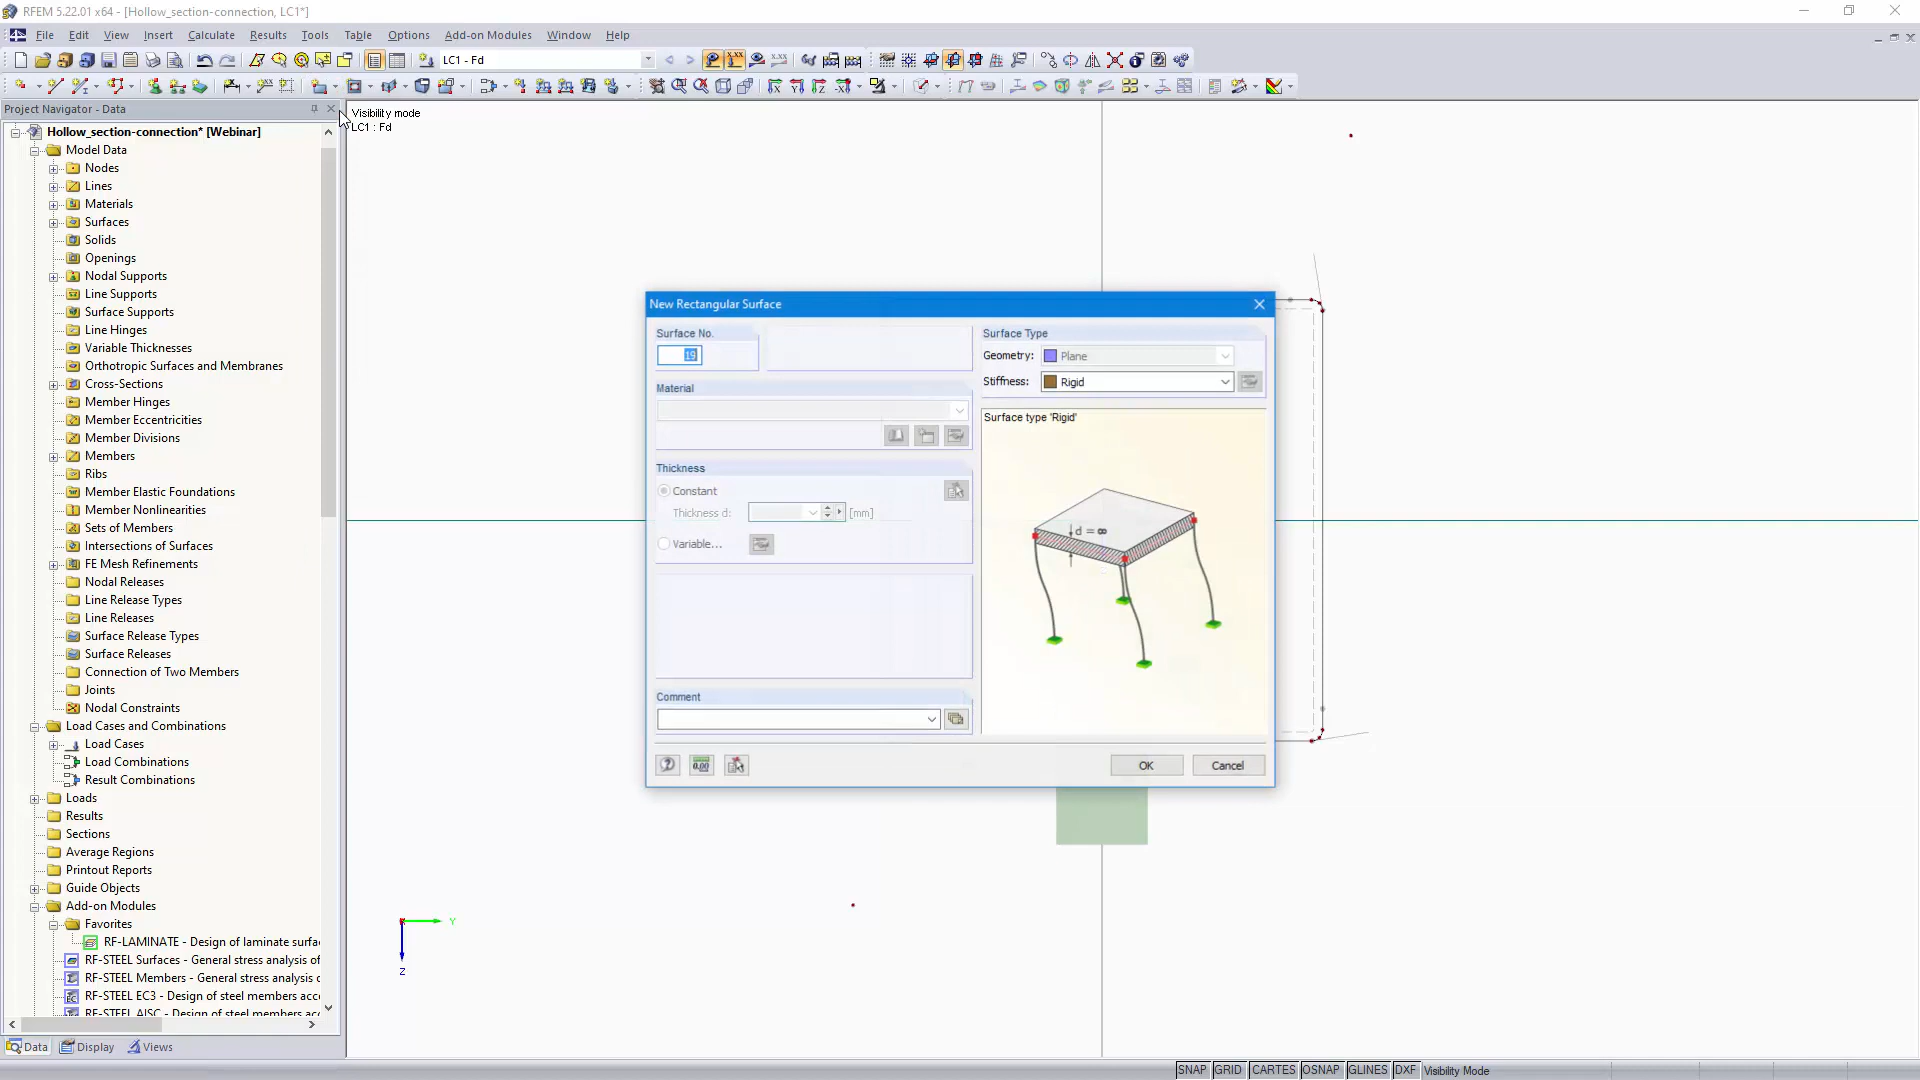 RFEM 5.22.01 x64 - [Hollow_section-connection, LC1*]
File Edit View Insert Calculate Results Tools Table Options Add-on Modules Window Help
LC1 - Fd
Project Navigator - Data
Visibility mode
LC1 : Fd
Hollow_section-connection* [Webinar]
Model Data
Nodes
Lines
Materials
Surfaces
Solids
Openings
Nodal Supports
Line Supports
Surface Supports
Line Hinges
Variable Thicknesses
Orthotropic Surfaces and Membranes
Cross-Sections
Member Hinges
Member Eccentricities
Member Divisions
Members
Ribs
Member Elastic Foundations
Member Nonlinearities
Sets of Members
Intersections of Surfaces
FE Mesh Refinements
Nodal Releases
Line Release Types
Line Releases
Surface Release Types
Surface Releases
Connection of Two Members
Joints
Nodal Constraints
Load Cases and Combinations
Load Cases
Load Combinations
Result Combinations
Loads
Results
Sections
Average Regions
Printout Reports
Guide Objects
Add-on Modules
Favorites
RF-LAMINATE - Design of laminate surfa
RF-STEEL Surfaces - General stress analysis of
RF-STEEL Members - General stress analysis o
RF-STEEL EC3 - Design of steel members acco
RF-STEEL AISC - Design of steel members acc
Data Display Views
New Rectangular Surface
Surface No.
19
Material
Thickness
Constant
Thickness d:
[mm]
Variable...
Comment
Surface Type
Geometry: Plane
Stiffness: Rigid
Surface type 'Rigid'
d = ∞
0.00
OK Cancel
Y
Z
SNAP GRID CARTES OSNAP GLINES DXF Visibility Mode